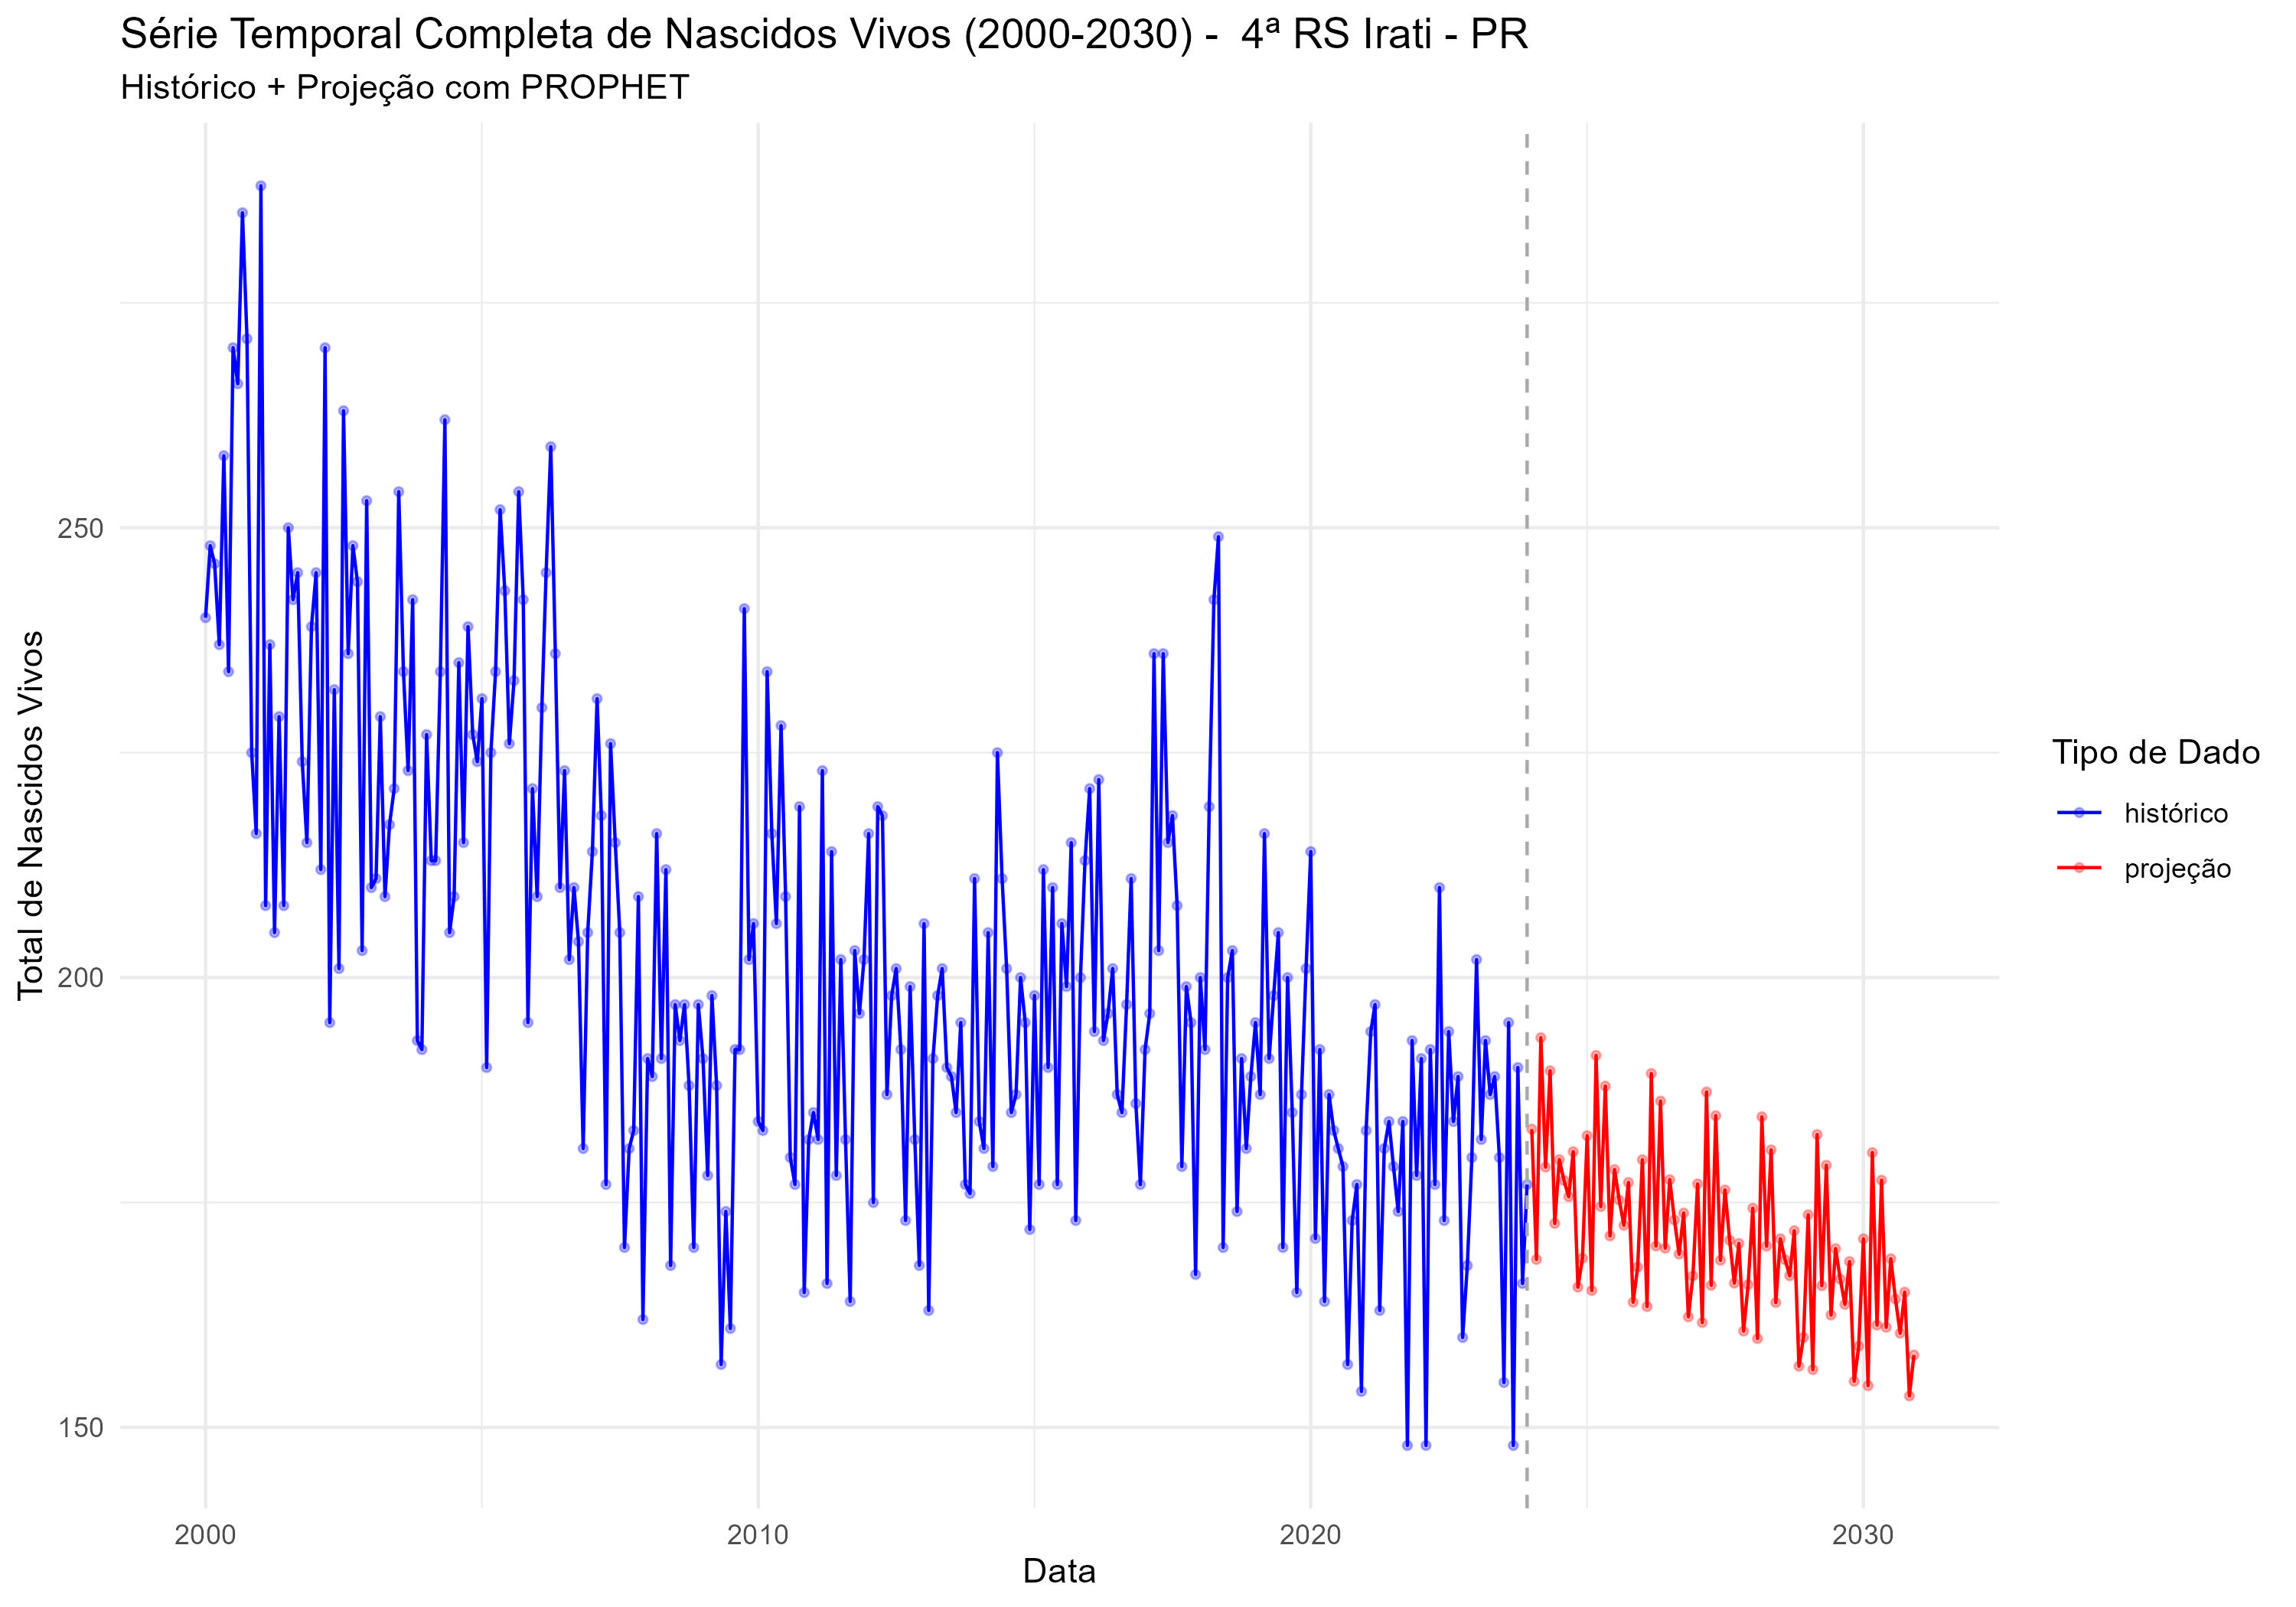 Série Temporal Completa de Nascidos Vivos (2000-2030) -  4ª RS Irati - PR
Histórico + Projeção com PROPHET
Total de Nascidos Vivos
250
200
150
2000
2010
2020
2030
Data
Tipo de Dado
histórico
projeção